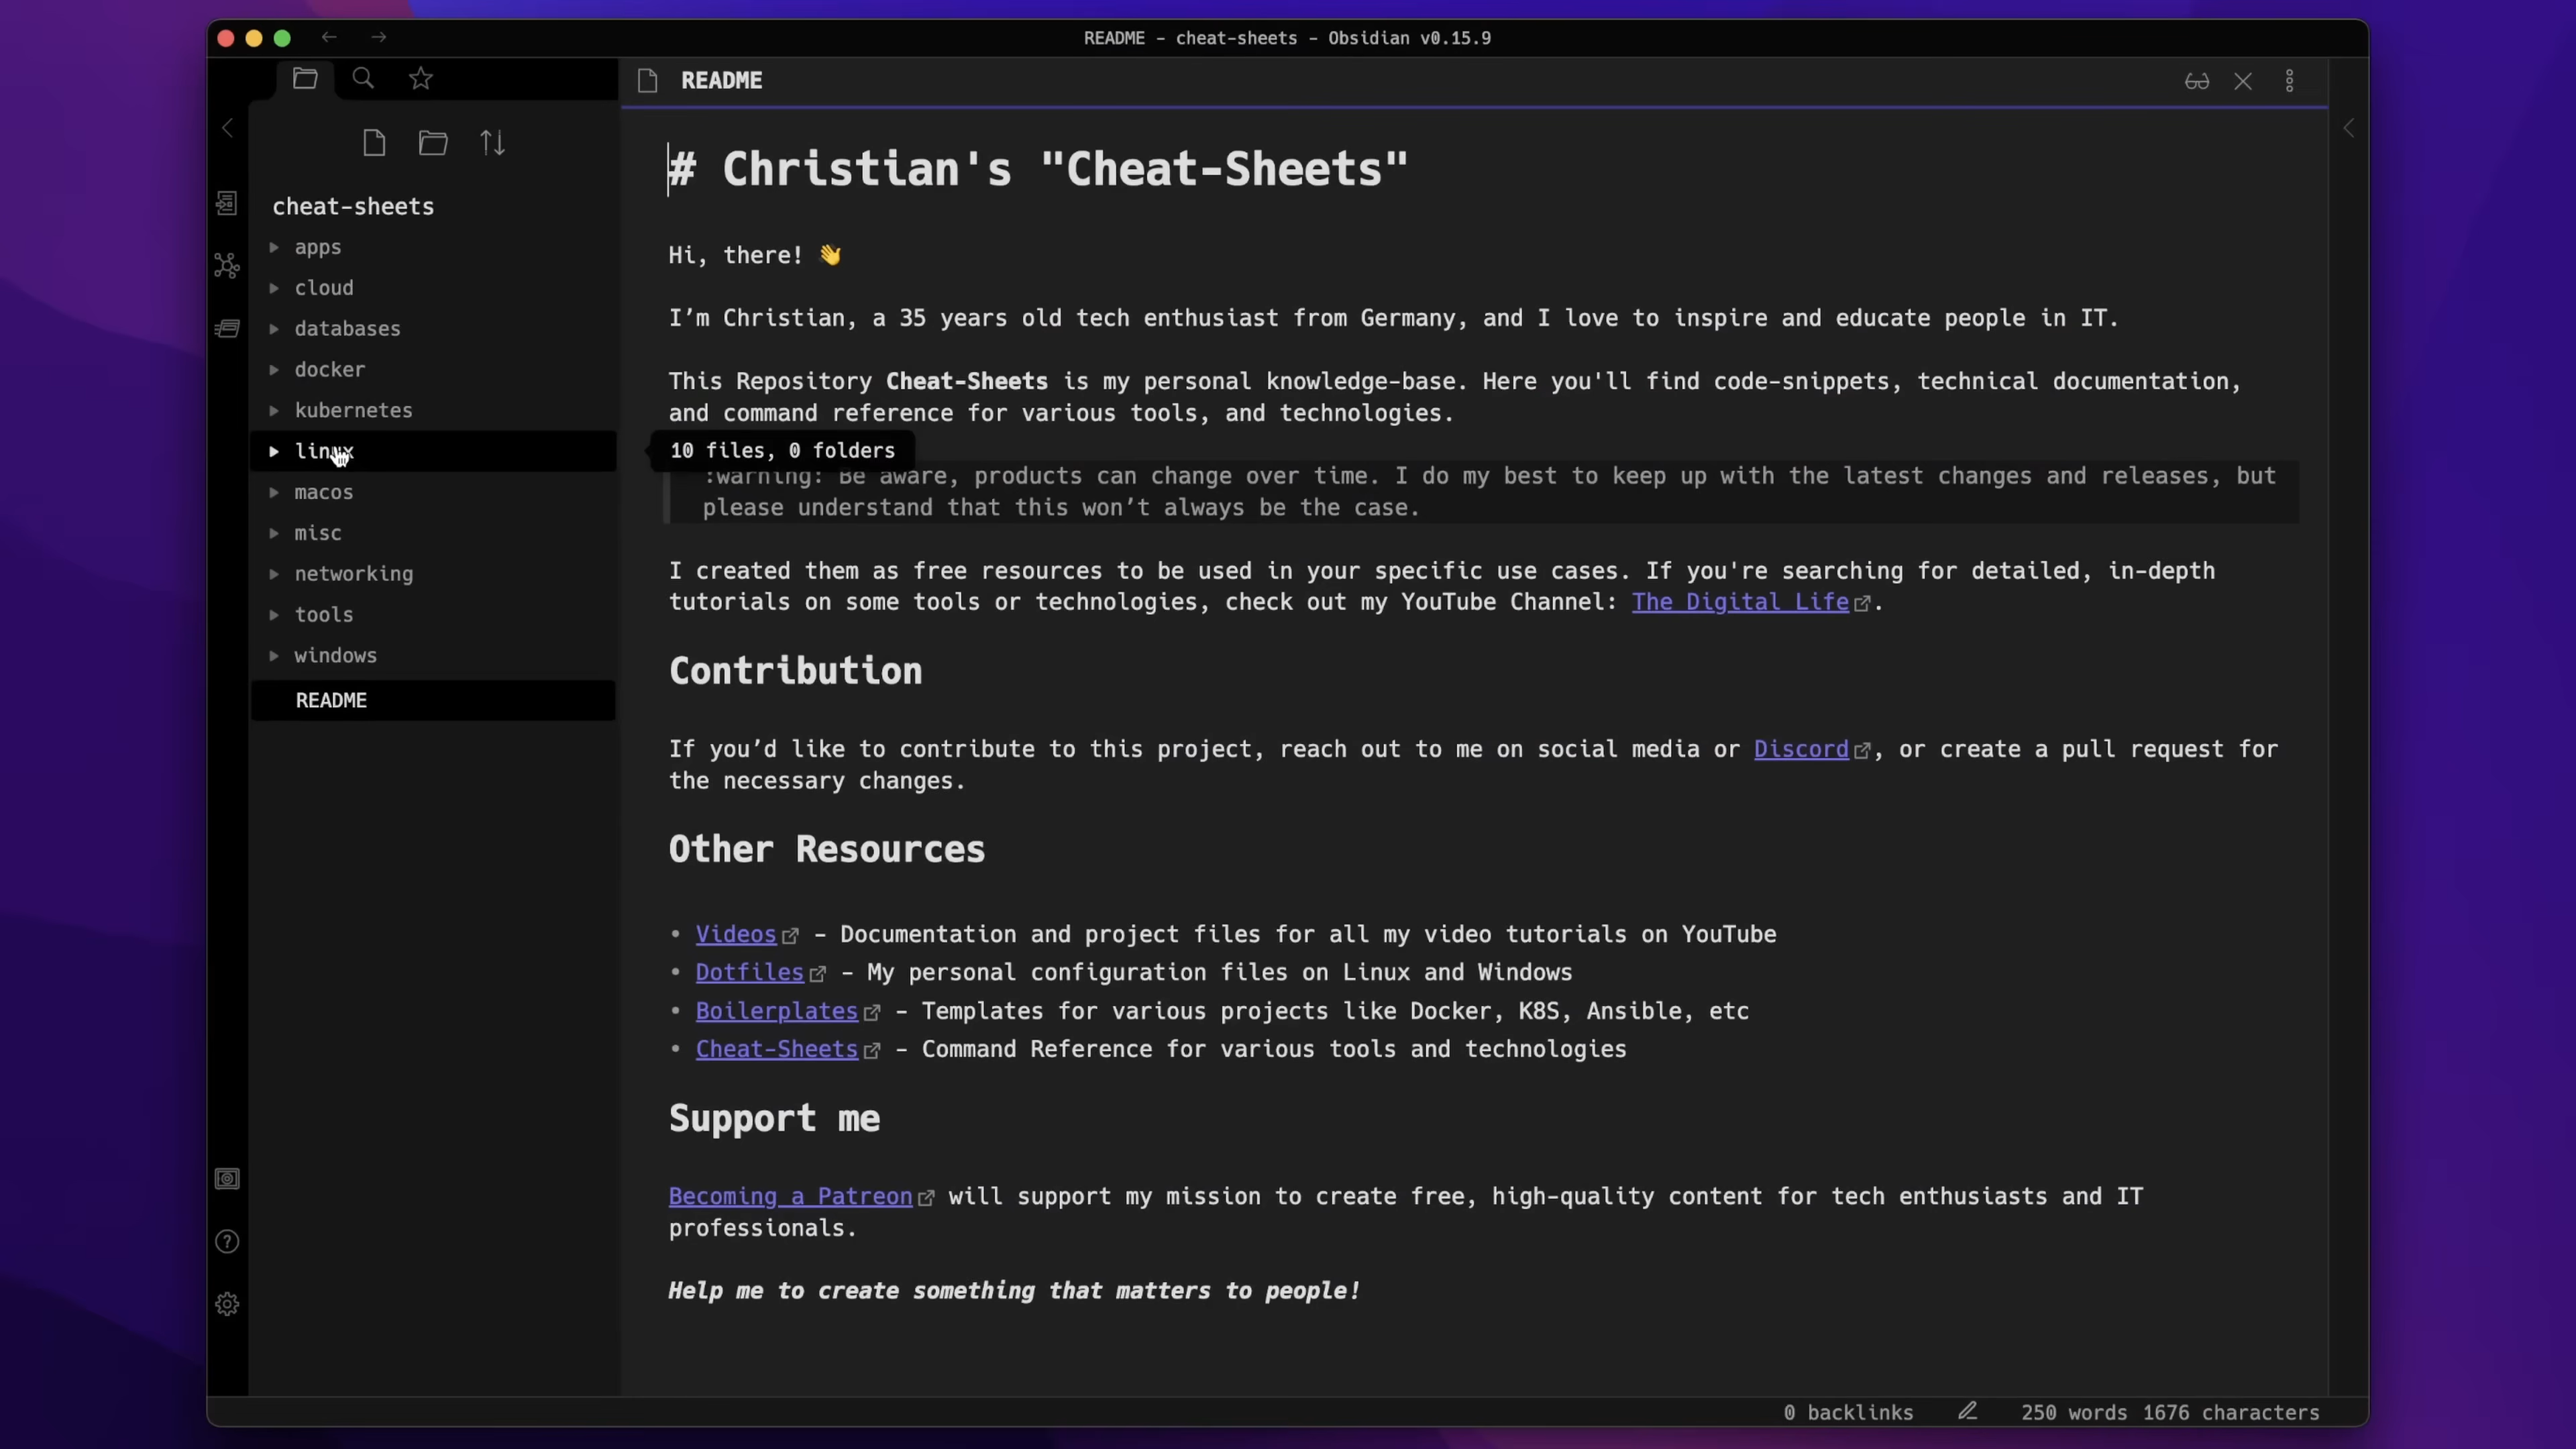 README - cheat-sheets - Obsidian v0.15.9
README
cheat-sheets
apps
cloud
databases
docker
kubernetes
linux
macos
misc
networking
tools
windows
README
# Christian's "Cheat-Sheets"
Hi, there! 👋
I’m Christian, a 35 years old tech enthusiast from Germany, and I love to inspire and educate people in IT.
This Repository Cheat-Sheets is my personal knowledge-base. Here you'll find code-snippets, technical documentation,
and command reference for various tools, and technologies.
10 files, 0 folders
:warning: Be aware, products can change over time. I do my best to keep up with the latest changes and releases, but
please understand that this won’t always be the case.
I created them as free resources to be used in your specific use cases. If you're searching for detailed, in-depth
tutorials on some tools or technologies, check out my YouTube Channel: The Digital Life.
Contribution
If you’d like to contribute to this project, reach out to me on social media or Discord, or create a pull request for
the necessary changes.
Other Resources
• Videos - Documentation and project files for all my video tutorials on YouTube
• Dotfiles - My personal configuration files on Linux and Windows
• Boilerplates - Templates for various projects like Docker, K8S, Ansible, etc
• Cheat-Sheets - Command Reference for various tools and technologies
Support me
Becoming a Patreon will support my mission to create free, high-quality content for tech enthusiasts and IT
professionals.
Help me to create something that matters to people!
0 backlinks 250 words 1676 characters